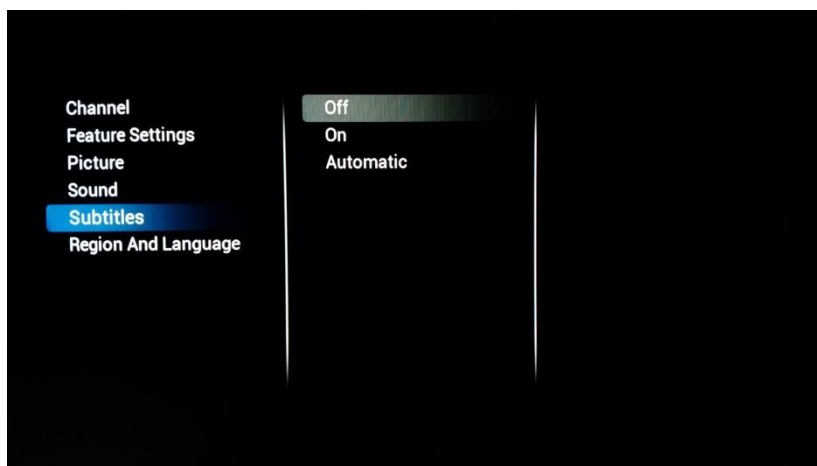 Channel
Feature Settings
Picture
Sound
Subtitles
Region And Language
Off
On
Automatic